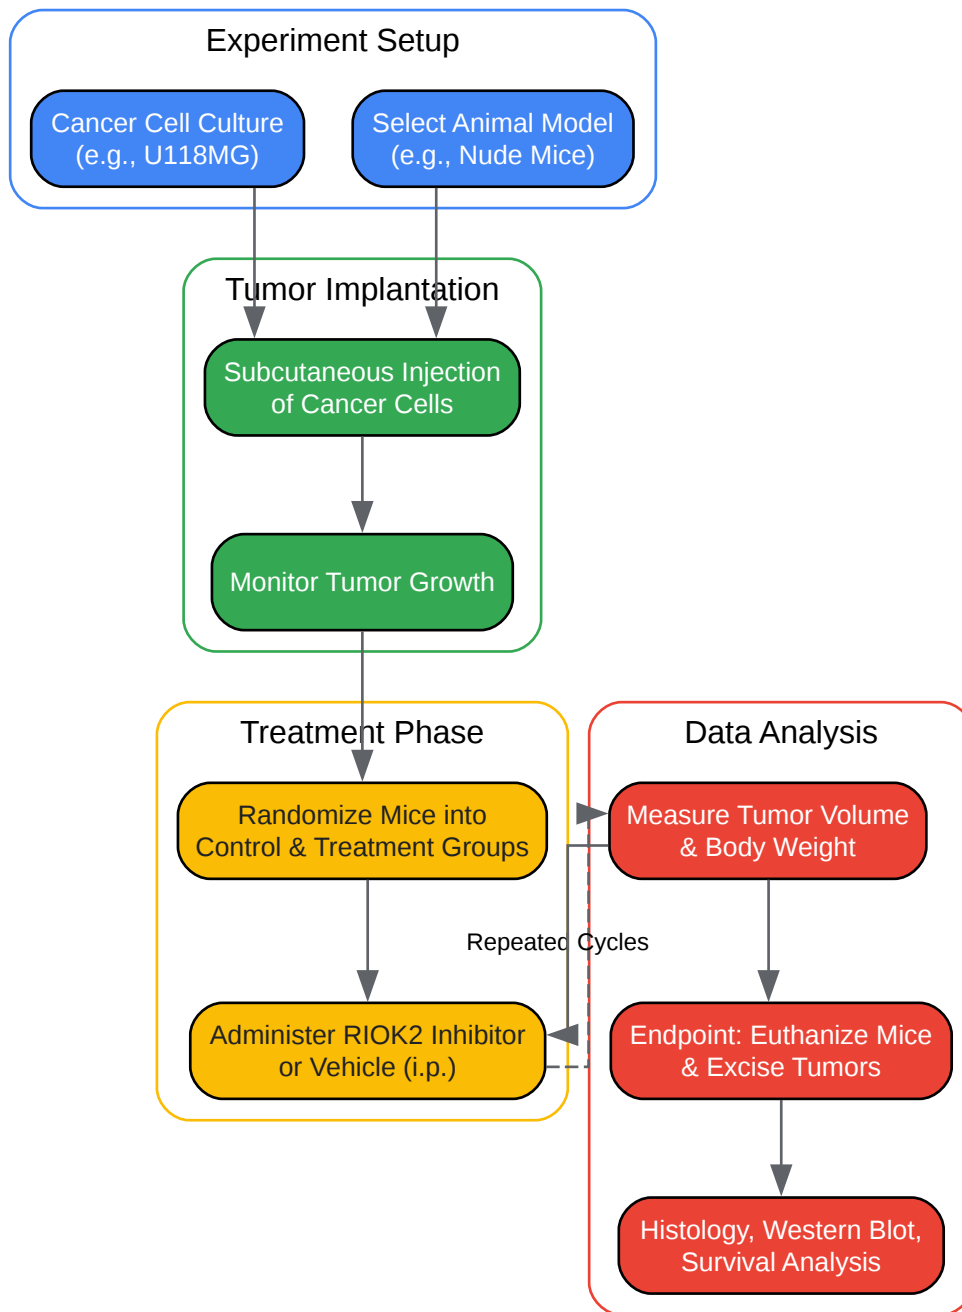 Experiment Setup
Cancer Cell Culture
(e.g., U118MG)
Select Animal Model
(e.g., Nude Mice)
Tumor Implantation
Subcutaneous Injection
of Cancer Cells
Monitor Tumor Growth
Treatment Phase
Randomize Mice into
Control & Treatment Groups
Repeated Cycles
Administer RIOK2 Inhibitor
or Vehicle (i.p.)
Data Analysis
Measure Tumor Volume
& Body Weight
Endpoint: Euthanize Mice
& Excise Tumors
Histology, Western Blot,
Survival Analysis